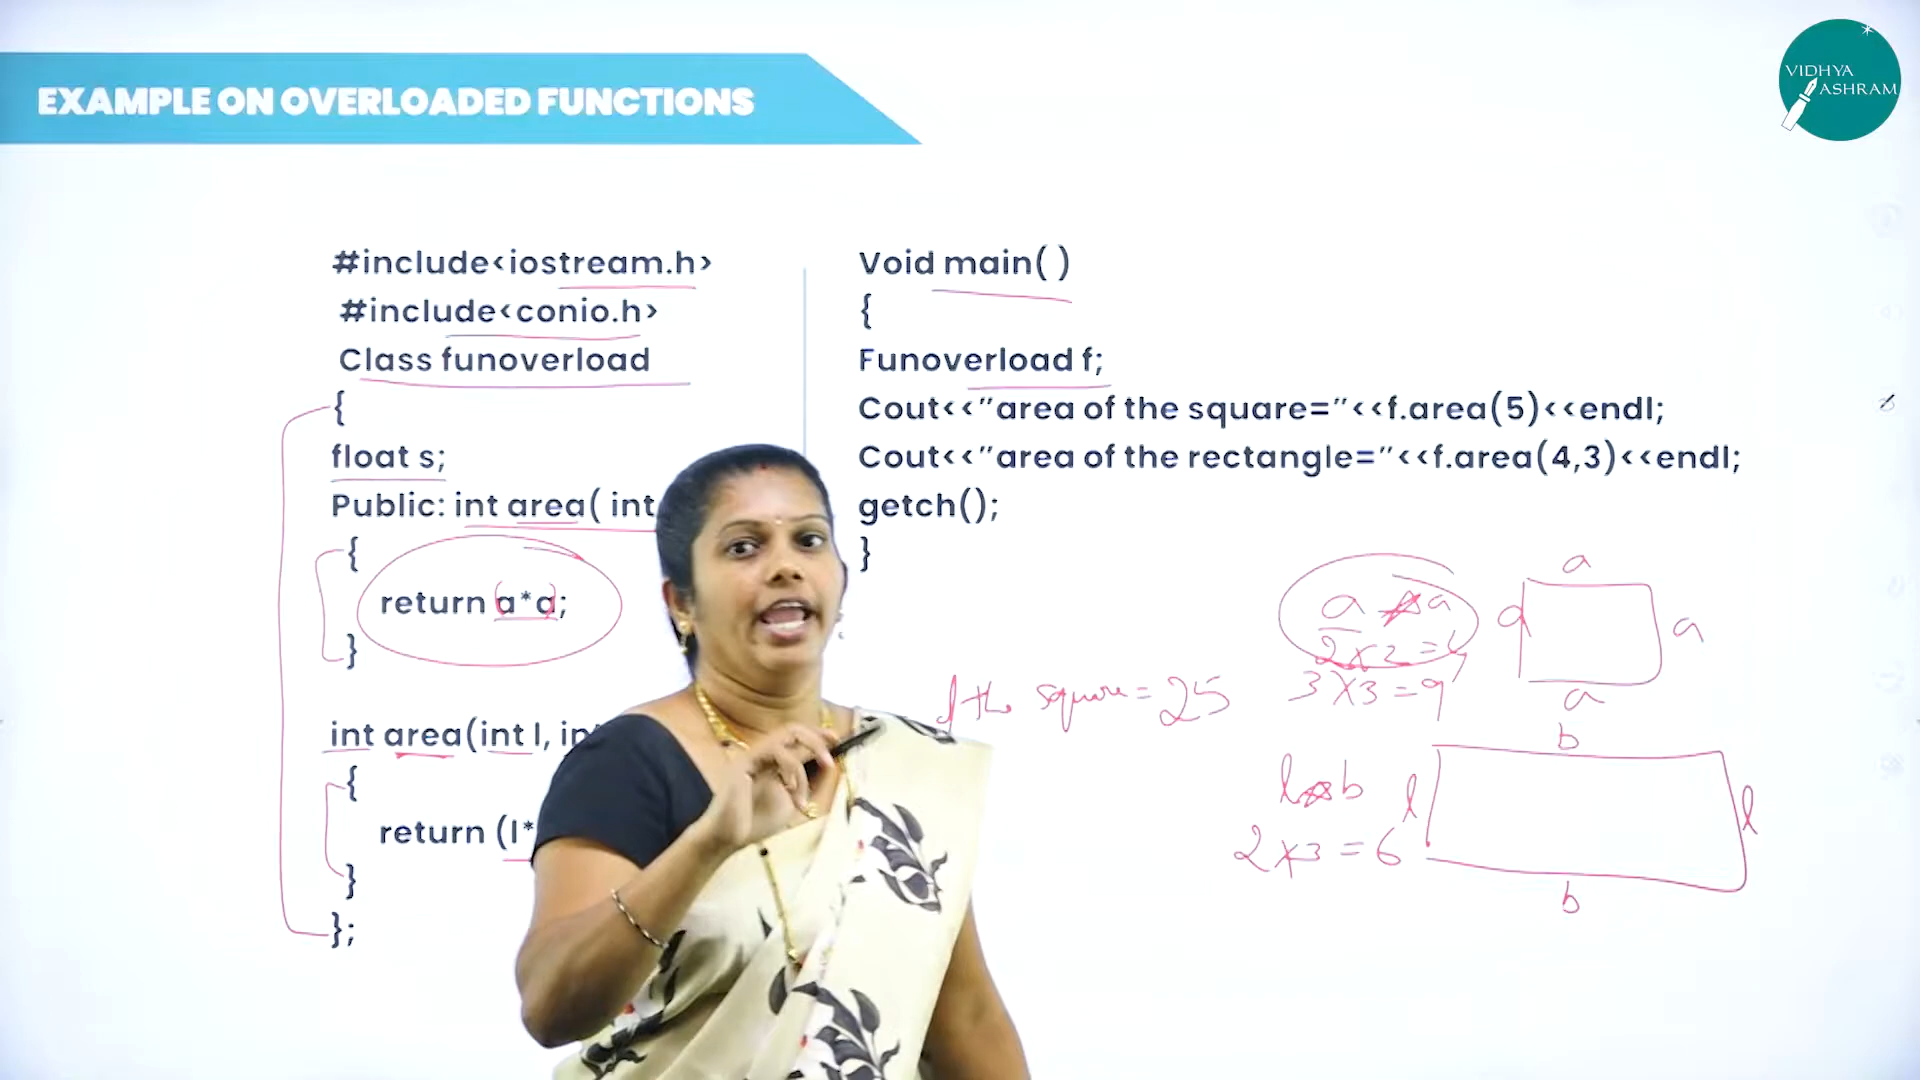 EXAMPLE ON OVERLOADED FUNCTIONS
VIDHYA
ASHRAM
#include<iostream.h>
#include<conio.h>
Class funoverload
{
float s;
Public: int area( int
{
return a*a;
}
int area(int l, in
{
return (l*
}
};
Void main( )
{
Funoverload f;
Cout<<"area of the square="<<f.area(5)<<endl;
Cout<<"area of the rectangle="<<f.area(4,3)<<endl;
getch();
}
a
a * a
a
a
2x2 =
3x3 = 9
a
the square = 25
b
l*b
l
l
2x3 = 6
b